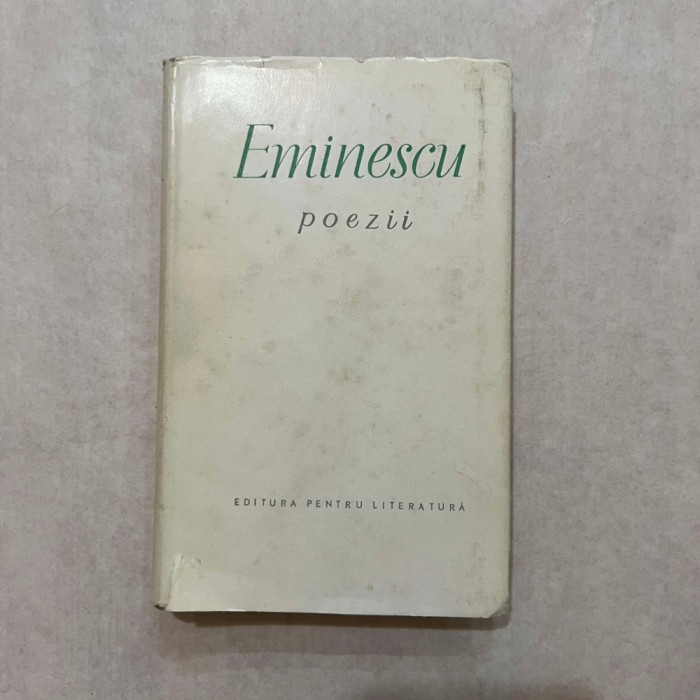 Eminescu
poezii
EDITURA PENTRU LITERATURĂ